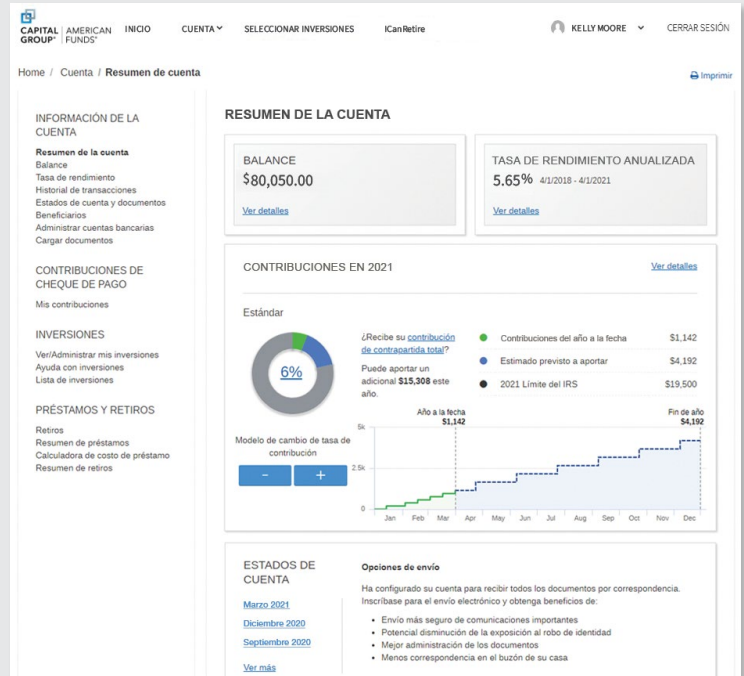 CAPITAL GROUP® | AMERICAN FUNDS®
INICIO
CUENTA
SELECCIONAR INVERSIONES
ICanRetire
KELLY MOORE
CERRAR SESIÓN
Home / Cuenta / Resumen de cuenta
Imprimir
INFORMACIÓN DE LA
CUENTA
Resumen de la cuenta
Balance
Tasa de rendimiento
Historial de transacciones
Estados de cuenta y documentos
Beneficiarios
Administrar cuentas bancarias
Cargar documentos
CONTRIBUCIONES DE
CHEQUE DE PAGO
Mis contribuciones
INVERSIONES
Ver/Administrar mis inversiones
Ayuda con inversiones
Lista de inversiones
PRÉSTAMOS Y RETIROS
Retiros
Resumen de préstamos
Calculadora de costo de préstamo
Resumen de retiros
RESUMEN DE LA CUENTA
BALANCE
$80,050.00
Ver detalles
TASA DE RENDIMIENTO ANUALIZADA
5.65% 4/1/2018 - 4/1/2021
Ver detalles
CONTRIBUCIONES EN 2021
Ver detalles
Estándar
6%
Modelo de cambio de tasa de
contribución
- +
¿Recibe su contribución
de contrapartida total?
Puede aportar un
adicional $15,308 este
año.
Contribuciones del año a la fecha $1,142
Estimado previsto a aportar $4,192
2021 Límite del IRS $19,500
Año a la fecha
$1,142
Fin de año
$4,192
5k
2.5k
0
Jan Feb Mar Apr May Jun Jul Aug Sep Oct Nov Dec
ESTADOS DE
CUENTA
Marzo 2021
Diciembre 2020
Septiembre 2020
Ver más
Opciones de envío
Ha configurado su cuenta para recibir todos los documentos por correspondencia.
Inscríbase para el envío electrónico y obtenga beneficios de:
• Envío más seguro de comunicaciones importantes
• Potencial disminución de la exposición al robo de identidad
• Mejor administración de los documentos
• Menos correspondencia en el buzón de su casa